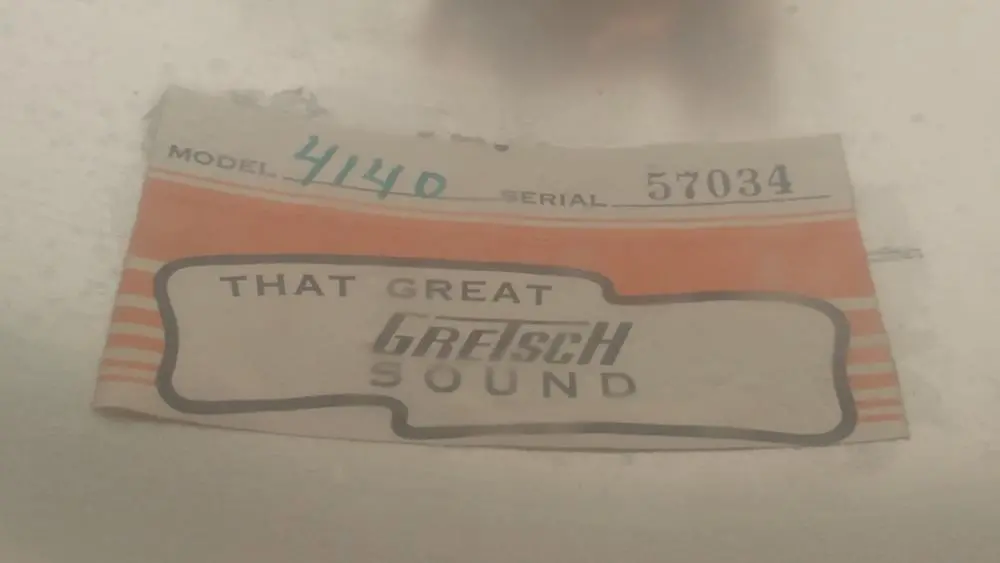 MODEL 4140 SERIAL 57034
THAT GREAT
GRETSCH
SOUND